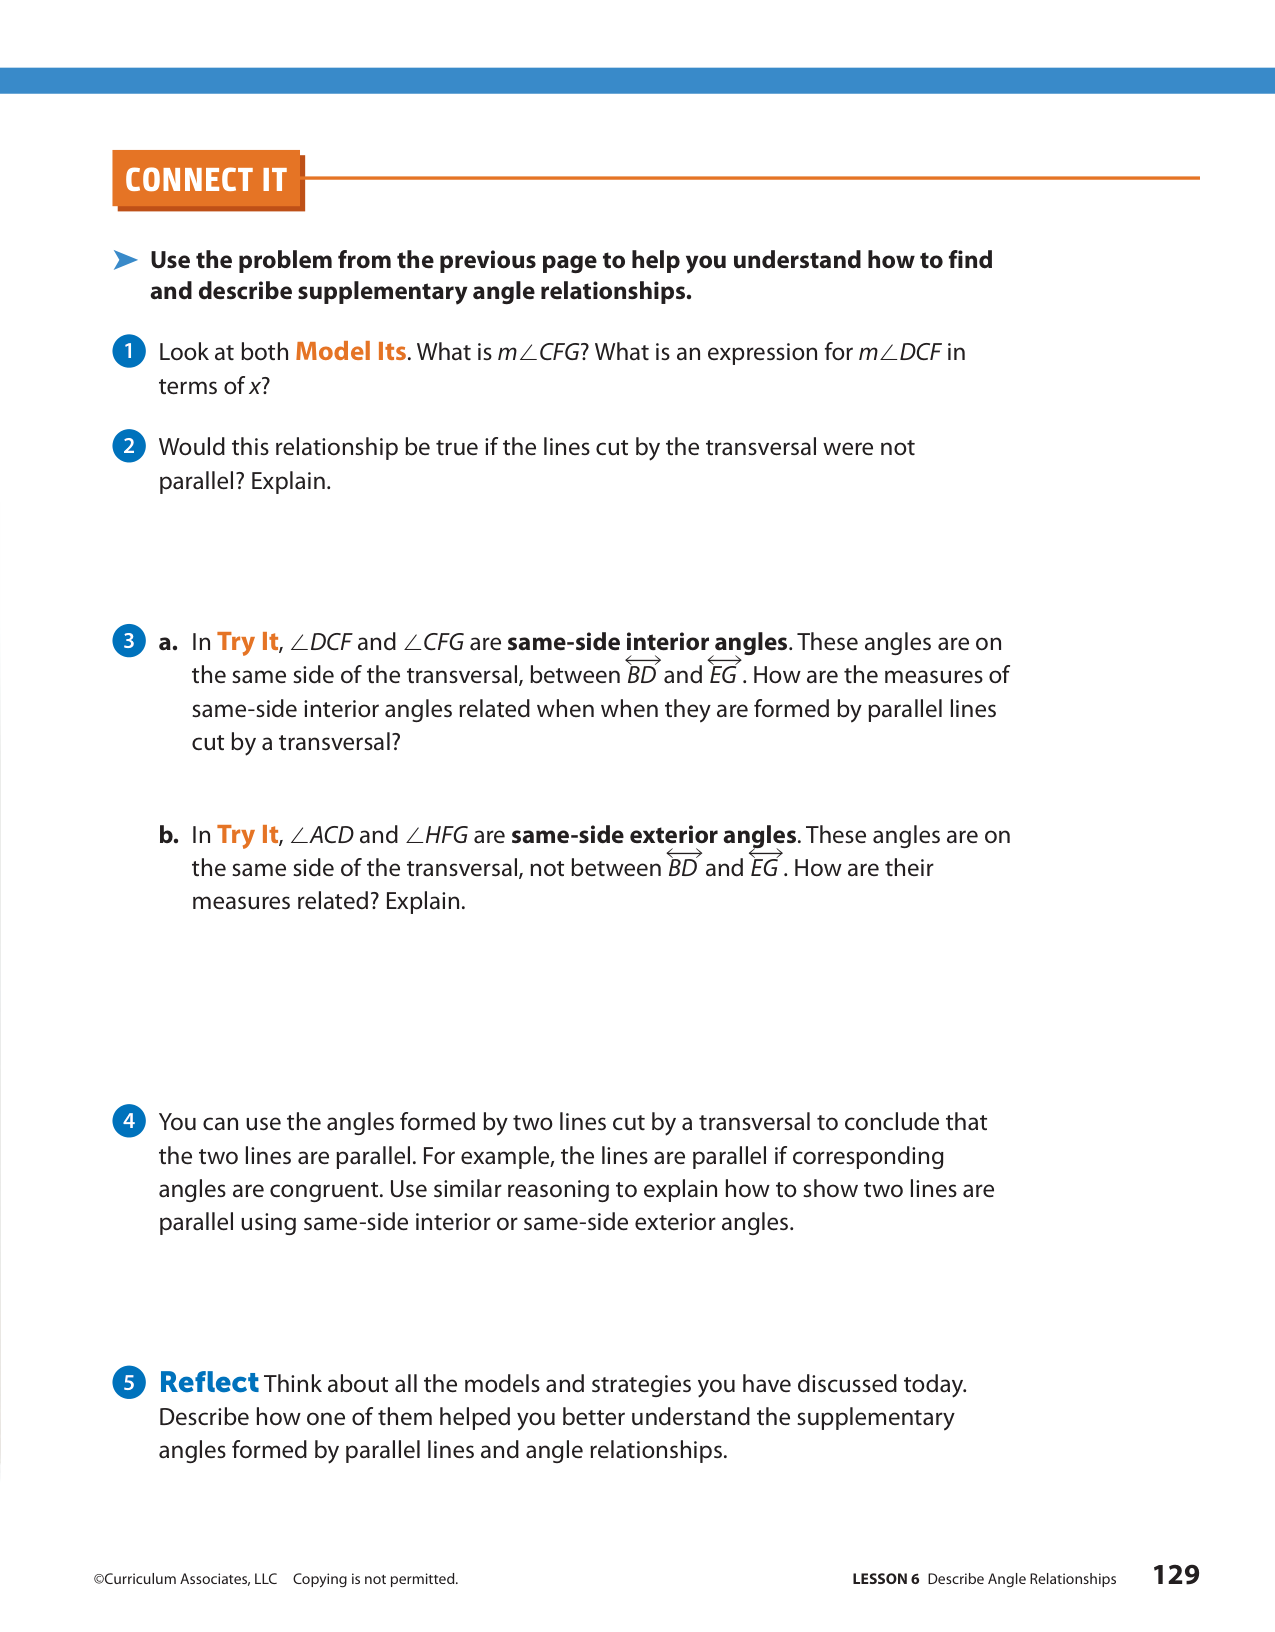 CONNECT IT
➤ Use the problem from the previous page to help you understand how to find
and describe supplementary angle relationships.
1 Look at both Model Its. What is m∠CFG? What is an expression for m∠DCF in
terms of x?
2 Would this relationship be true if the lines cut by the transversal were not
parallel? Explain.
3 a. In Try It, ∠DCF and ∠CFG are same-side interior angles. These angles are on
the same side of the transversal, between BD and EG. How are the measures of
same-side interior angles related when when they are formed by parallel lines
cut by a transversal?
b. In Try It, ∠ACD and ∠HFG are same-side exterior angles. These angles are on
the same side of the transversal, not between BD and EG. How are their
measures related? Explain.
4 You can use the angles formed by two lines cut by a transversal to conclude that
the two lines are parallel. For example, the lines are parallel if corresponding
angles are congruent. Use similar reasoning to explain how to show two lines are
parallel using same-side interior or same-side exterior angles.
5 Reflect Think about all the models and strategies you have discussed today.
Describe how one of them helped you better understand the supplementary
angles formed by parallel lines and angle relationships.
©Curriculum Associates, LLC Copying is not permitted. LESSON 6 Describe Angle Relationships 129